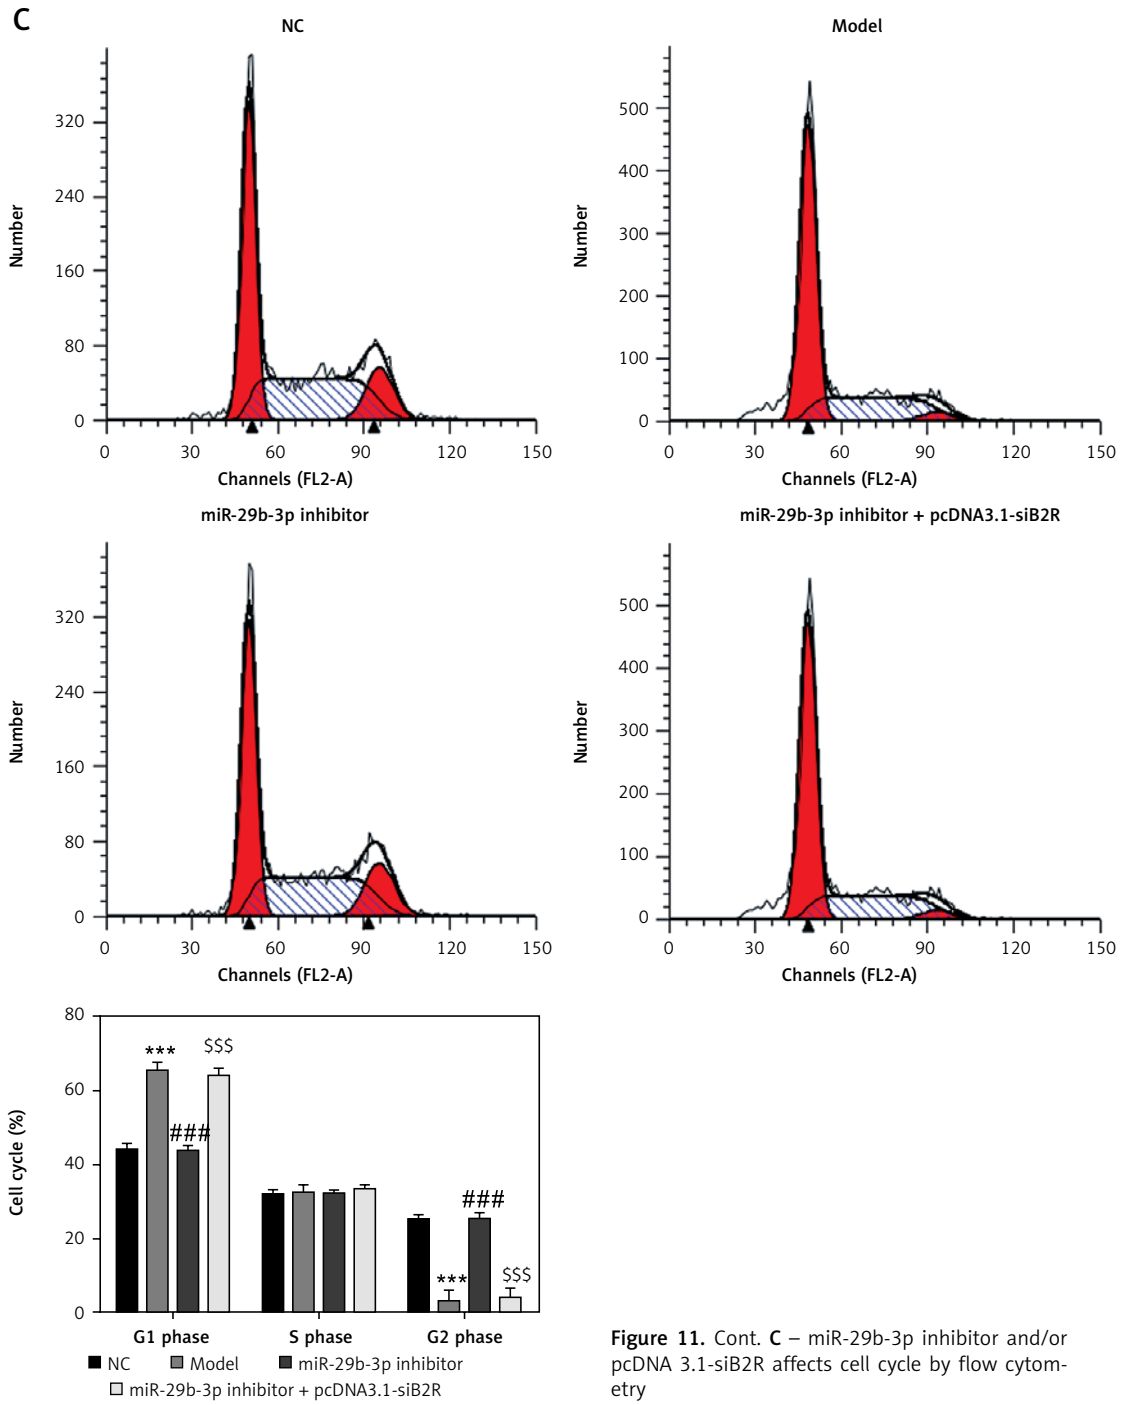 C
NC
Number
320
240
160
80
0
0 30 60 90 120 150
Channels (FL2-A)
Model
Number
500
400
300
200
100
0
0 30 60 90 120 150
Channels (FL2-A)
miR-29b-3p inhibitor
Number
320
240
160
80
0
0 30 60 90 120 150
Channels (FL2-A)
miR-29b-3p inhibitor + pcDNA3.1-siB2R
Number
500
400
300
200
100
0
0 30 60 90 120 150
Channels (FL2-A)
Cell cycle (%)
80
60
40
20
0
*** $$$
###
###
*** $$$
G1 phase S phase G2 phase
NC Model miR-29b-3p inhibitor
miR-29b-3p inhibitor + pcDNA3.1-siB2R
Figure 11. Cont. C – miR-29b-3p inhibitor and/or
pcDNA 3.1-siB2R affects cell cycle by flow cytom-
etry